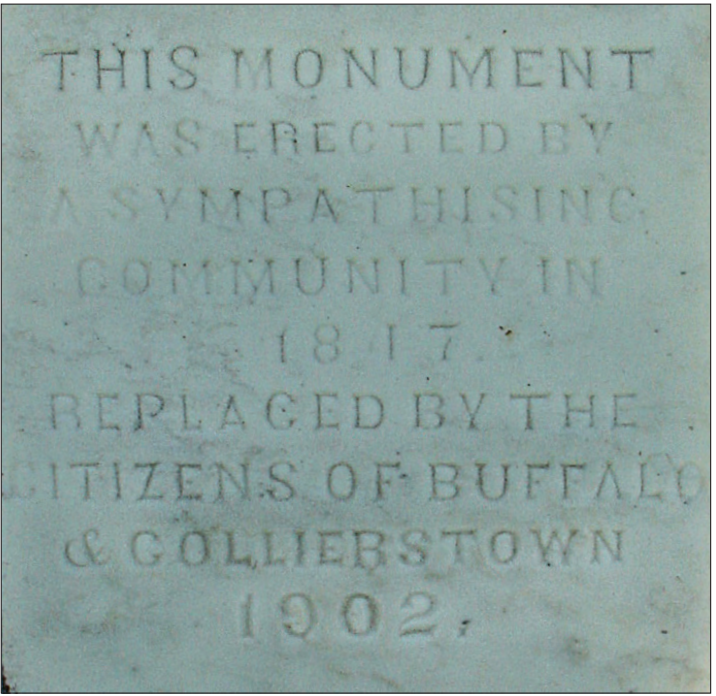 THIS MONUMENT
WAS ERECTED BY
A SYMPATHISING
COMMUNITY IN
1817.
REPLACED BY THE
CITIZENS OF BUFFALO
& COLLIERSTOWN
1902.